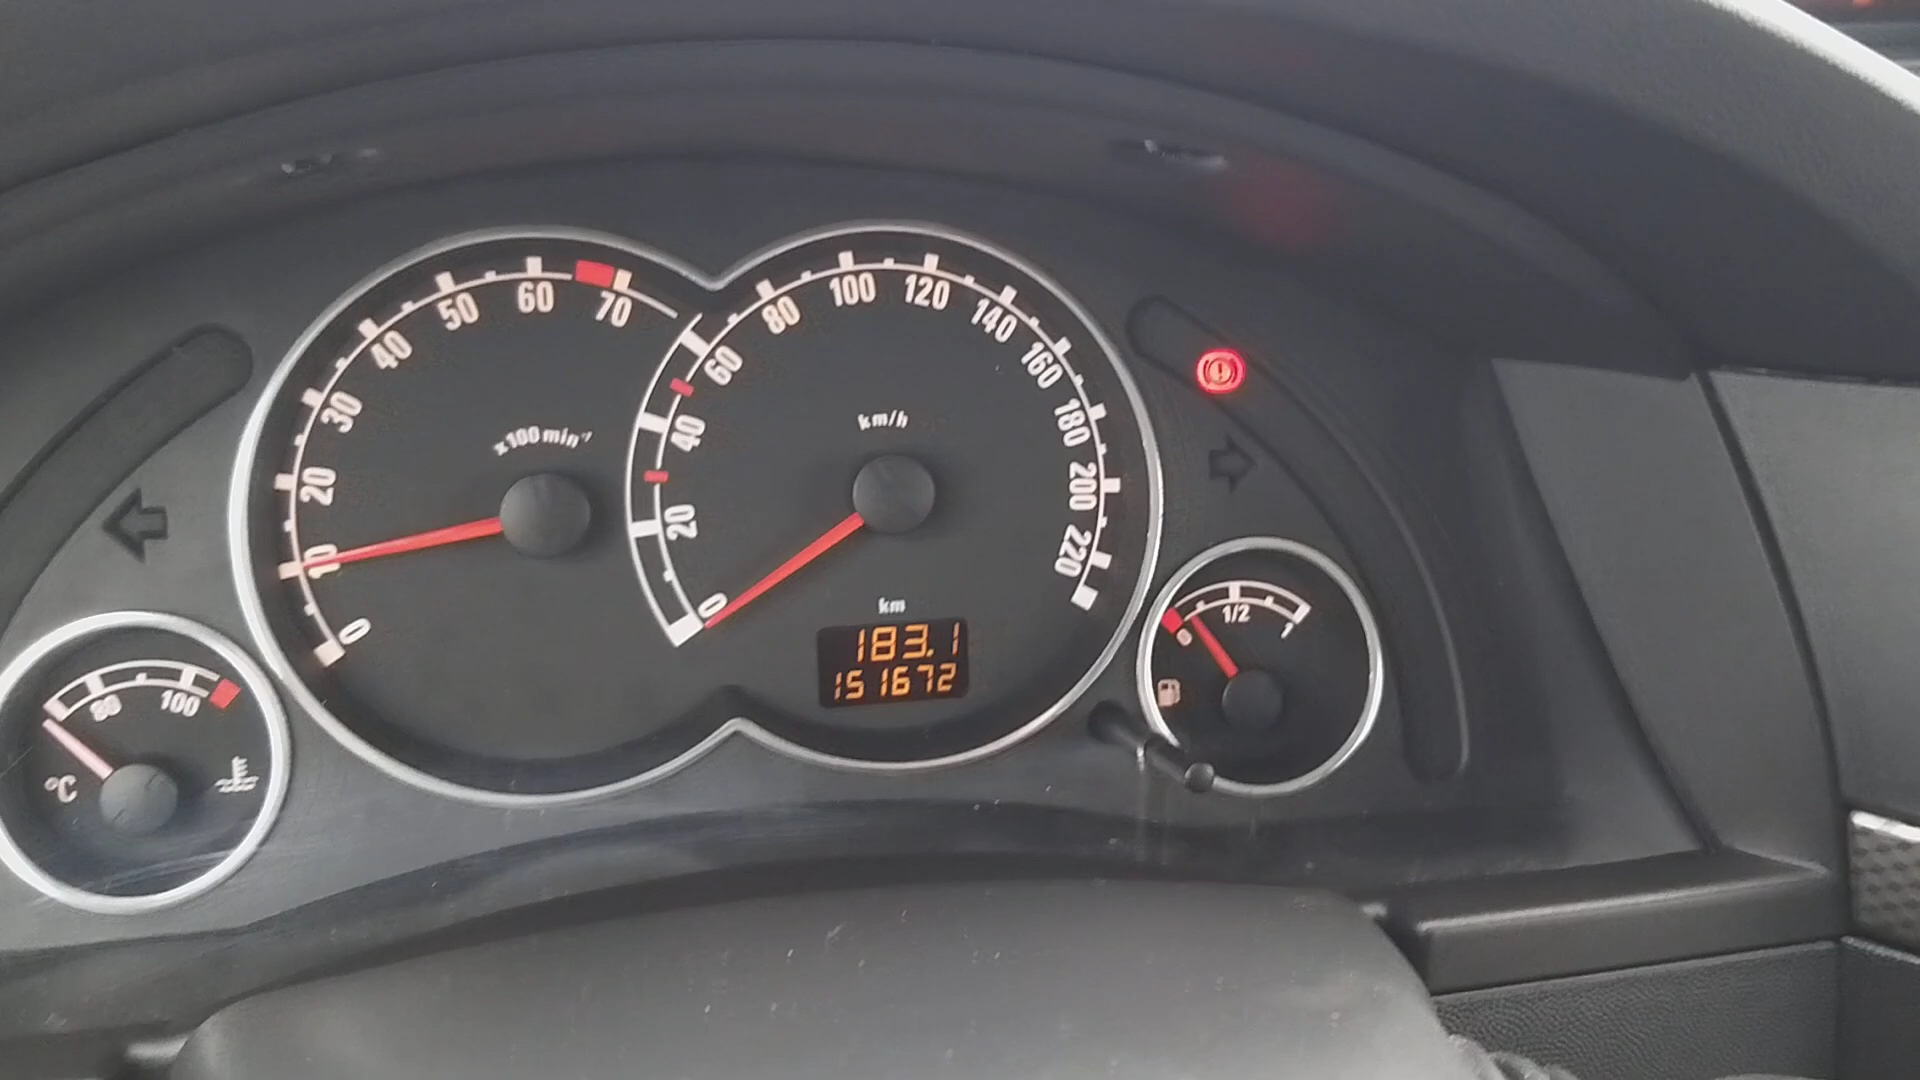 0 10 20 30 40 50 60 70
x100 min⁻¹
0 20 40 60 80 100 120 140 160 180 200 220
km/h
km
183.1
151672
80 100
°C
0 1/2 1